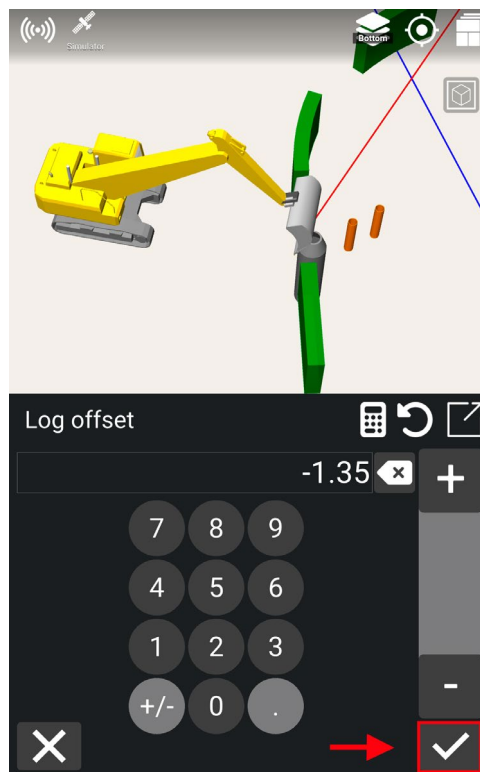 Simulator
Bottom
Log offset
-1.35
7 8 9
4 5 6
1 2 3
+/- 0 .
+
-